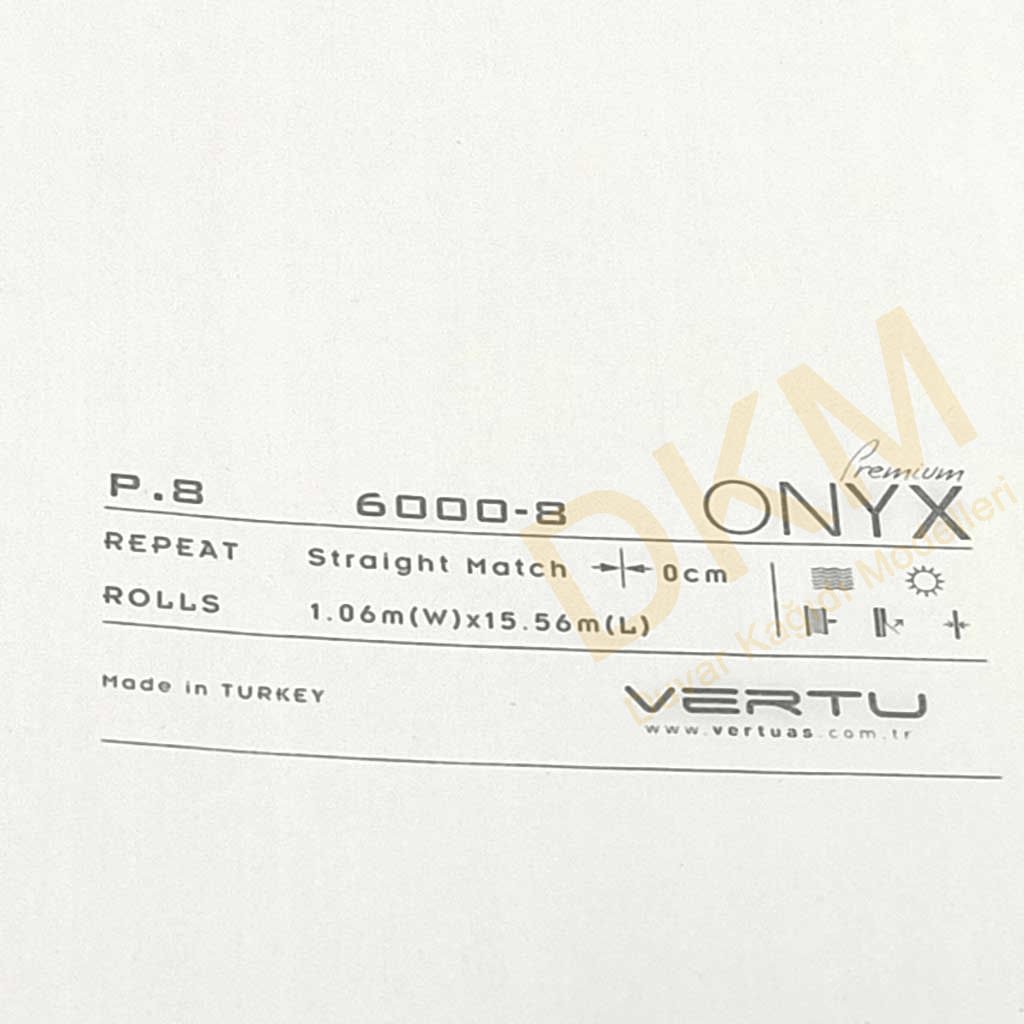 P.8 6000-8 Premium ONYX
REPEAT Straight Match 0cm
ROLLS 1.06m(W)x15.56m(L)
Made in TURKEY VERTU
www.vertuas.com.tr
DKM
Duvar Kağıdı Modelleri